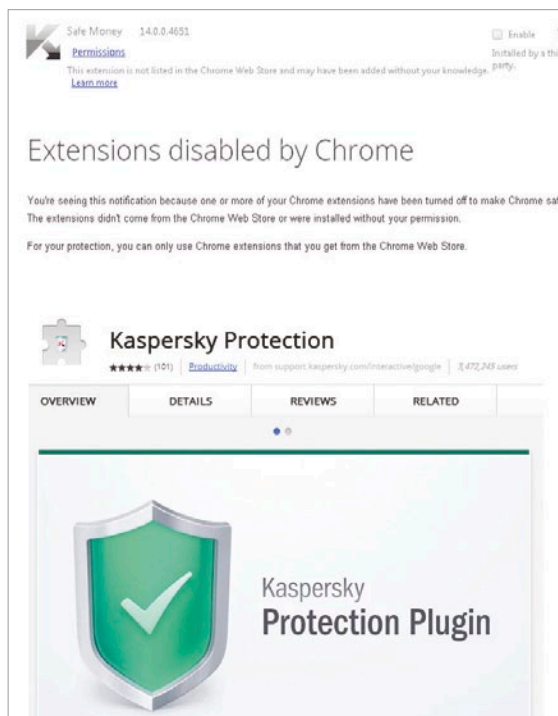 Safe Money 14.0.0.4651
Enable
Permissions
Installed by a thi
party.
This extension is not listed in the Chrome Web Store and may have been added without your knowledge.
Learn more
Extensions disabled by Chrome
You're seeing this notification because one or more of your Chrome extensions have been turned off to make Chrome saf
The extensions didn't come from the Chrome Web Store or were installed without your permission.
For your protection, you can only use Chrome extensions that you get from the Chrome Web Store.
Kaspersky Protection
(101) Productivity from support.kaspersky.com/interactive/google 3,472,245 users
OVERVIEW DETAILS REVIEWS RELATED
Kaspersky
Protection Plugin